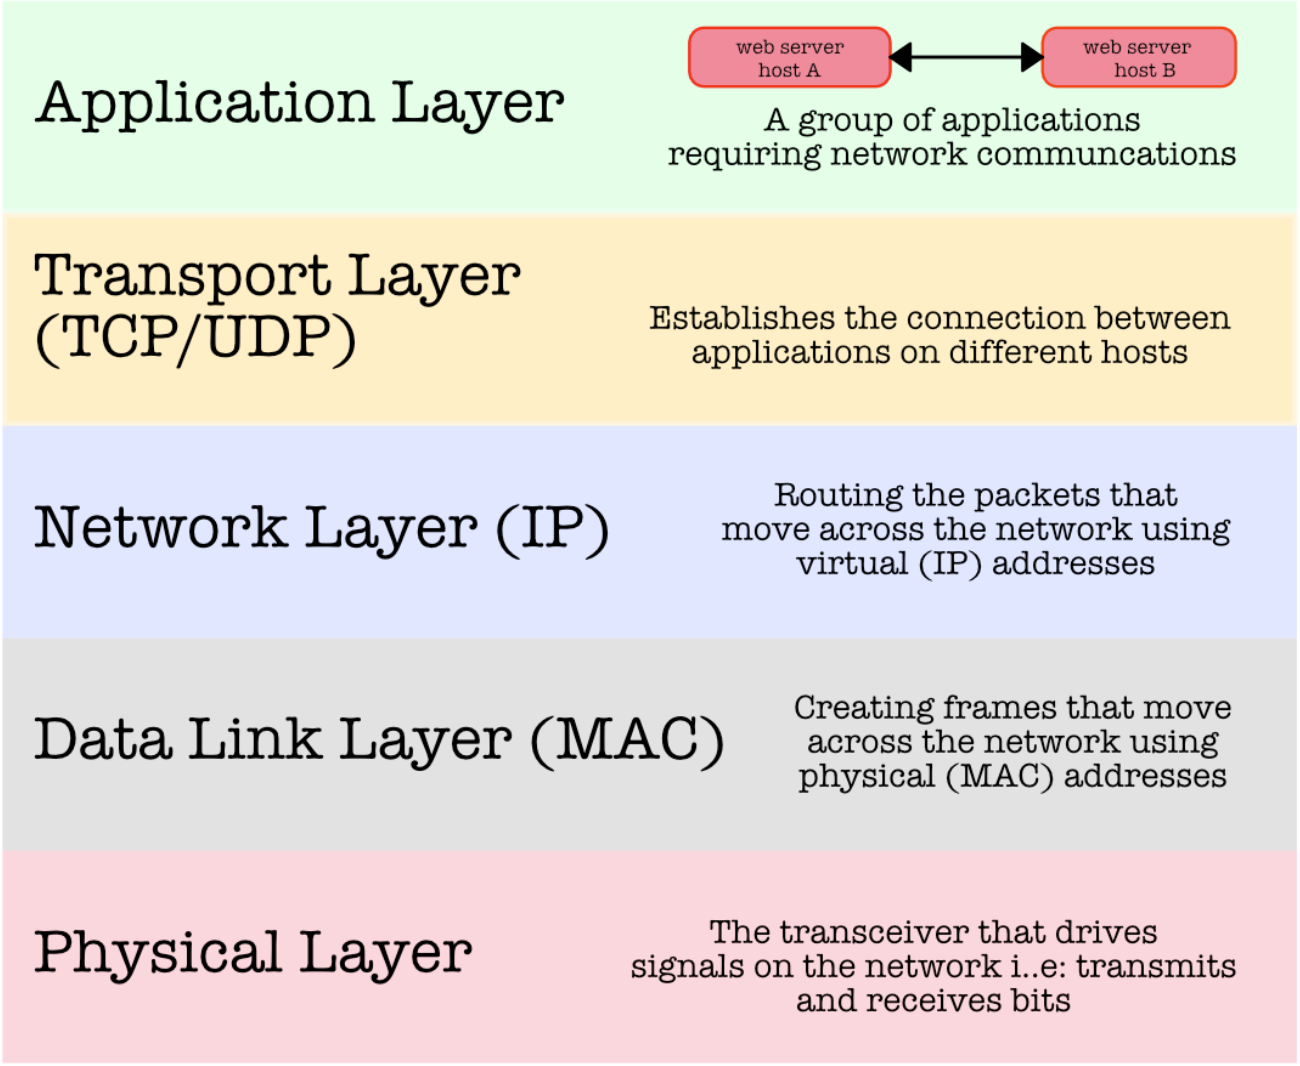 Application Layer
web server
host A
web server
host B
A group of applications
requiring network communcations
Transport Layer
(TCP/UDP)
Establishes the connection between
applications on different hosts
Network Layer (IP)
Routing the packets that
move across the network using
virtual (IP) addresses
Data Link Layer (MAC)
Creating frames that move
across the network using
physical (MAC) addresses
Physical Layer
The transceiver that drives
signals on the network i..e: transmits
and receives bits